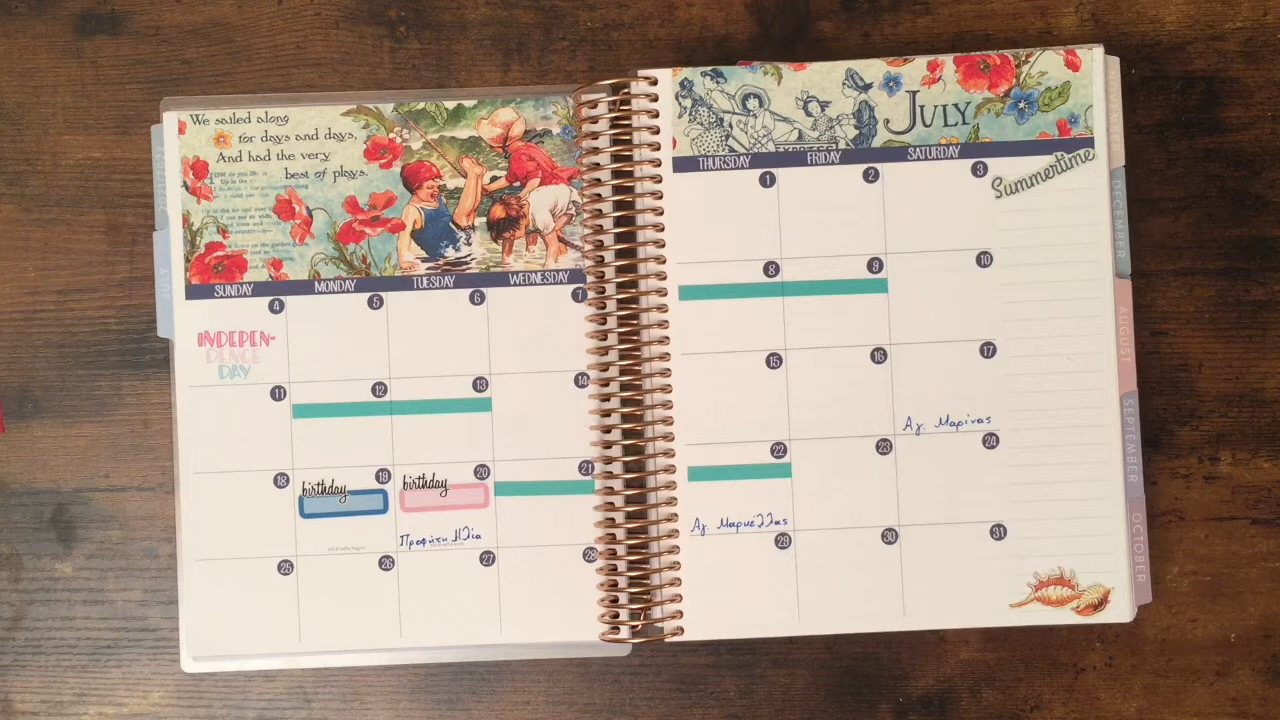 We sailed along
for days and days,
And had the very
best of plays.
JULY
THURSDAY FRIDAY SATURDAY
1 2 3
Summertime
SUNDAY MONDAY TUESDAY WEDNESDAY
4 5 6 7
8 9 10
INDEPEN-
DENCE
DAY
11 12 13 14
15 16 17
Αγ. Μαρίνας
18 19 20 21
22 23 24
birthday birthday
Προφήτη Ηλία
Αγ. Μαρκέλλας
25 26 27 28
29 30 31
JULY
DECEMBER
AUGUST
SEPTEMBER
OCTOBER